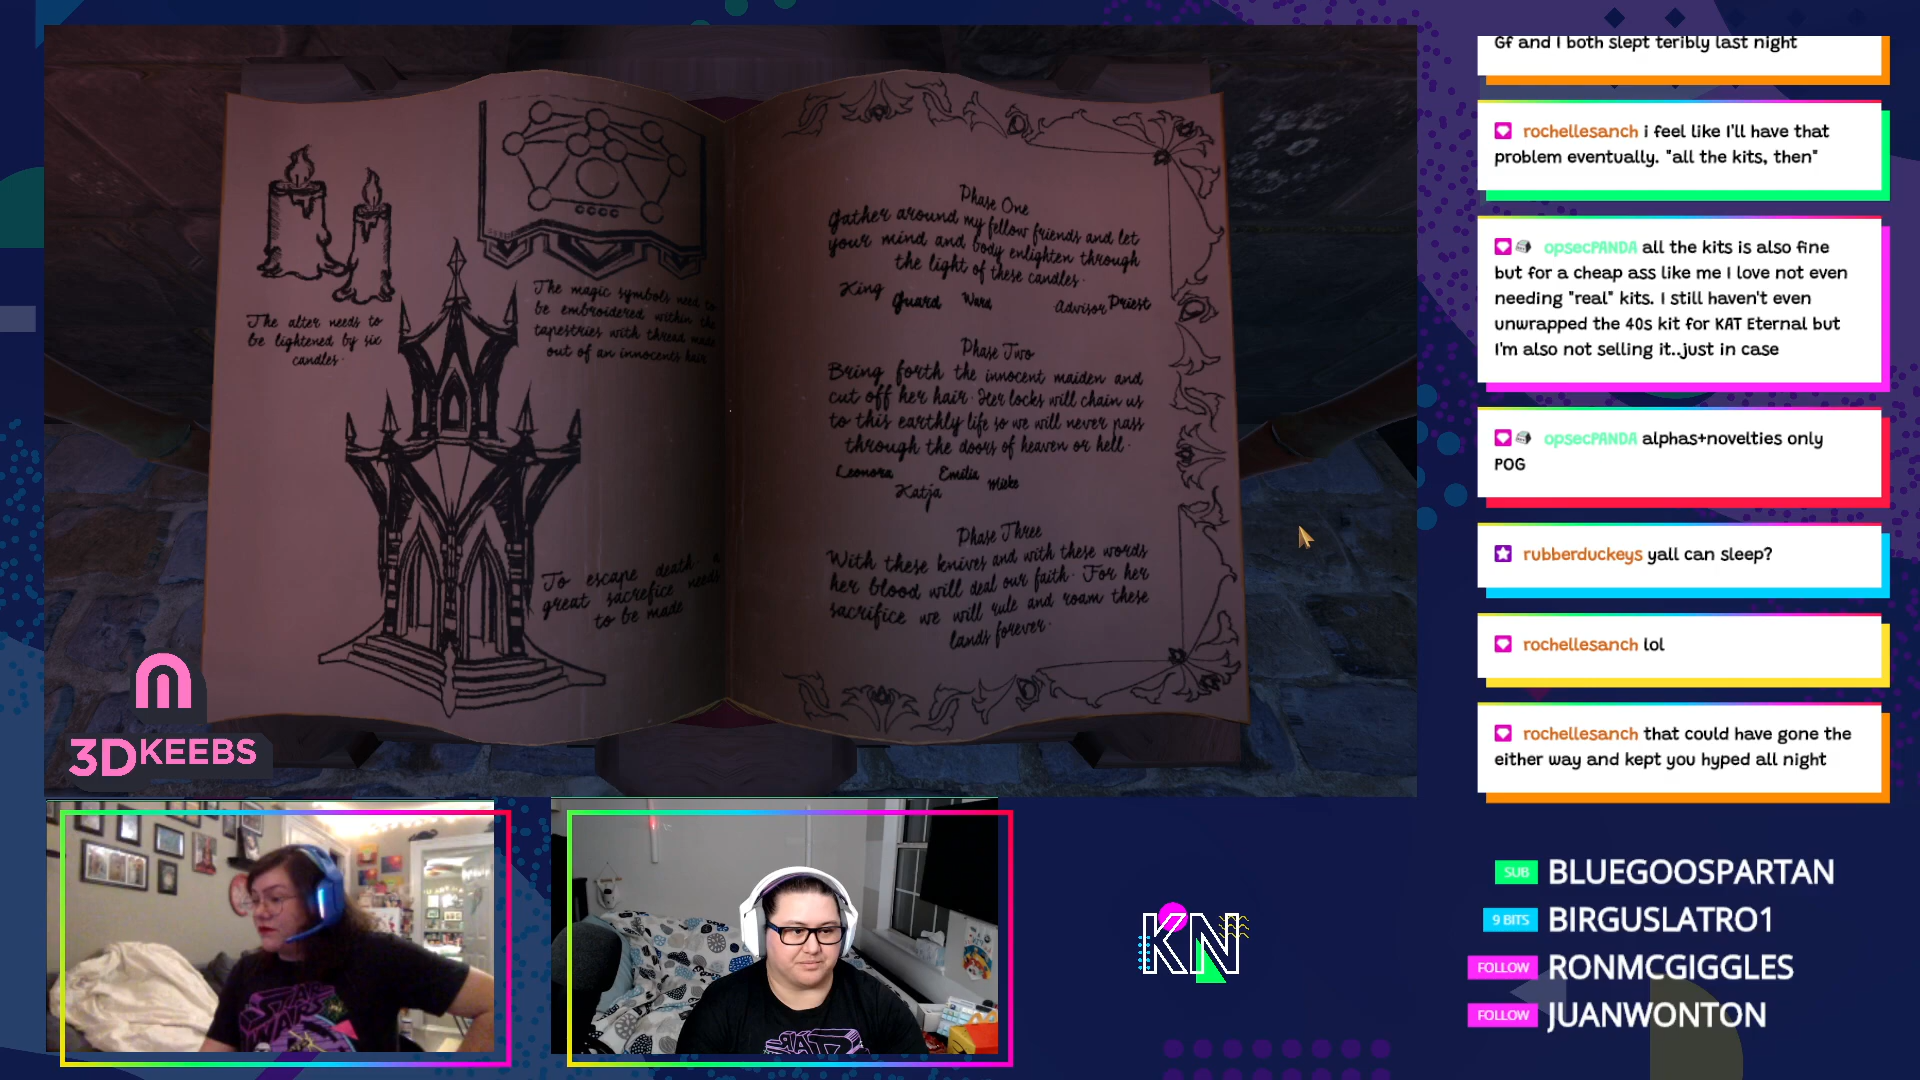 The alter needs to
be lightened by six
candles.
The magic symbols need to
be embroidered within the
tapestries with thread made
out of an innocents hair
To escape death a
great sacrefice needs
to be made
Phase One
Gather around my fellow friends and let
your mind and body enlighten through
the light of these candles.
King Guard Ward Advisor Priest
Phase Two
Bring forth the innocent maiden and
cut off her hair. Her locks will chain us
to this earthly life so we will never pass
through the doors of heaven or hell.
Leonora Emilia Mieke
Katja
Phase Three
With these knives and with these words
her blood will deal our faith. For her
sacrifice we will rule and roam these
lands forever.
3DKEEBS
KN
Gf and I both slept teribly last night
rochellesanch i feel like I'll have that
problem eventually. "all the kits, then"
opsecPANDA all the kits is also fine
but for a cheap ass like me I love not even
needing "real" kits. I still haven't even
unwrapped the 40s kit for KAT Eternal but
I'm also not selling it..just in case
opsecPANDA alphas+novelties only
POG
rubberduckeys yall can sleep?
rochellesanch lol
rochellesanch that could have gone the
either way and kept you hyped all night
SUB BLUEGOOSPARTAN
9 BITS BIRGUSLATRO1
FOLLOW RONMCGIGGLES
FOLLOW JUANWONTON